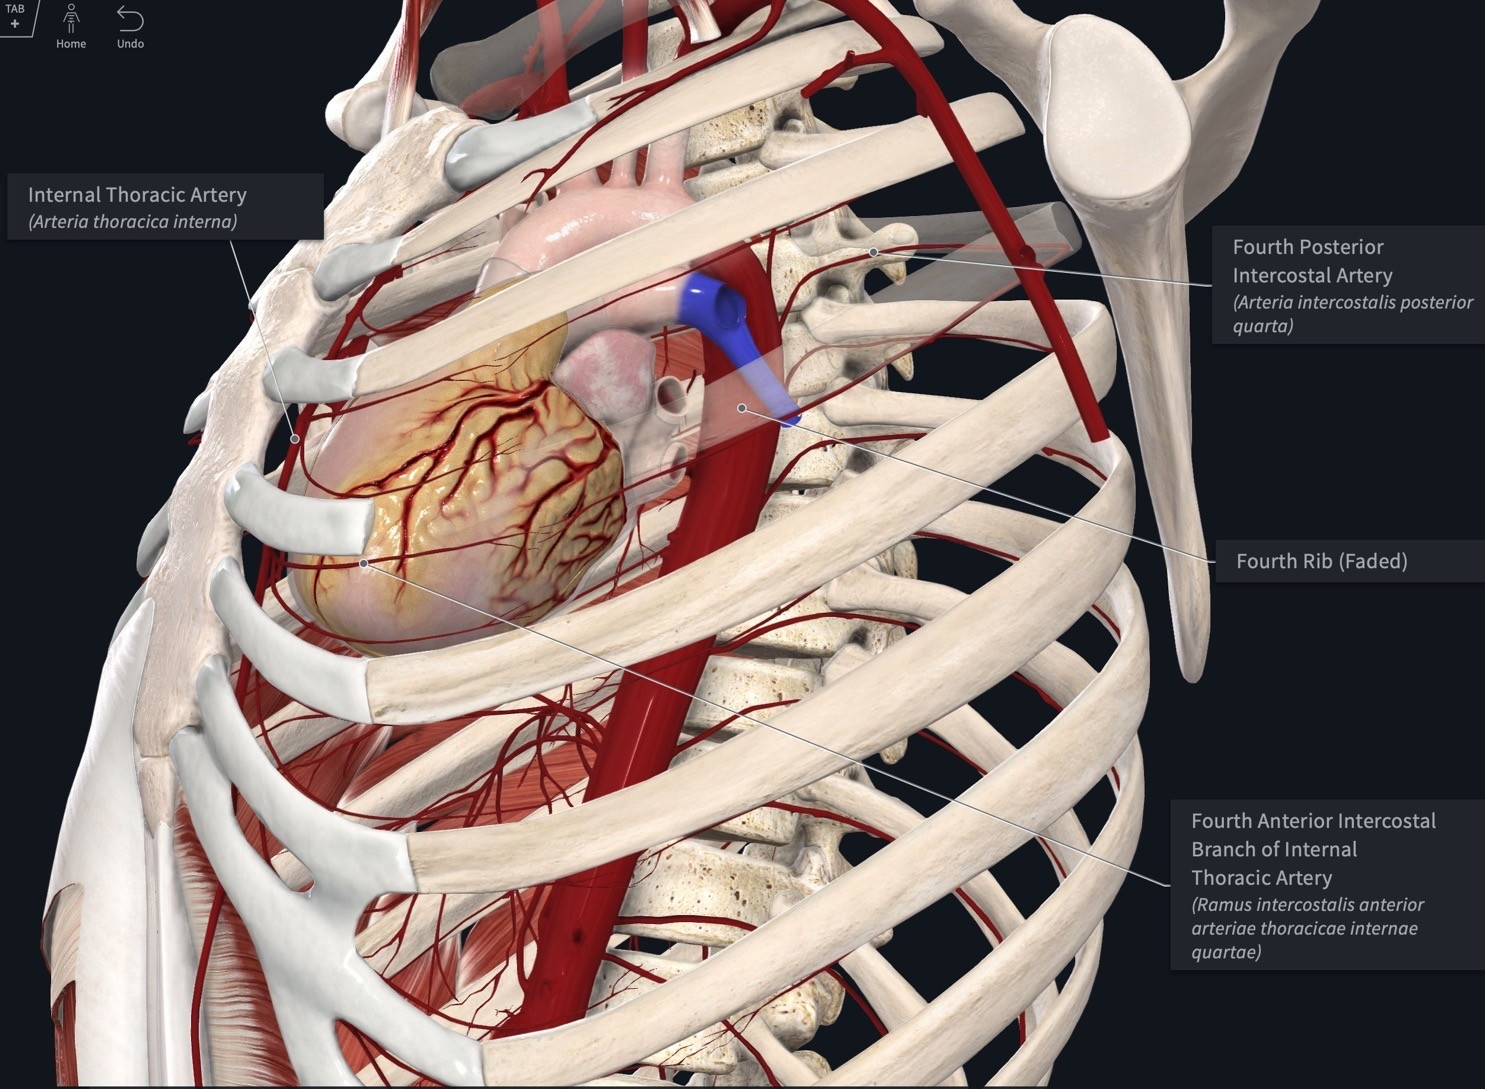 TAB
+
Home
Undo
Internal Thoracic Artery
(Arteria thoracica interna)
Fourth Posterior
Intercostal Artery
(Arteria intercostalis posterior
quarta)
Fourth Rib (Faded)
Fourth Anterior Intercostal
Branch of Internal
Thoracic Artery
(Ramus intercostalis anterior
arteriae thoracicae internae
quartae)